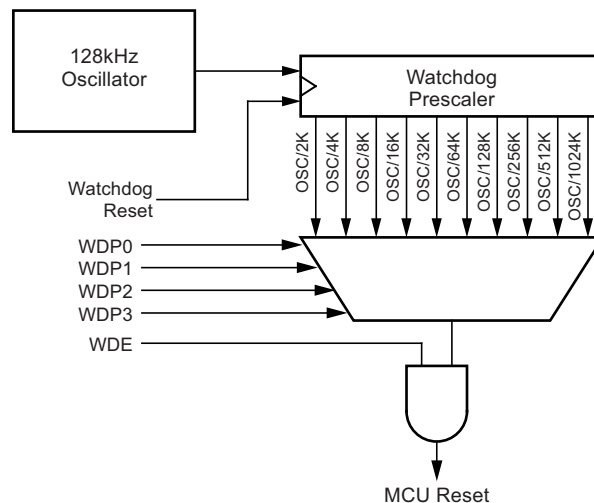 128kHz
Oscillator
Watchdog
Prescaler
OSC/2K
OSC/4K
OSC/8K
OSC/16K
OSC/32K
OSC/64K
OSC/128K
OSC/256K
OSC/512K
OSC/1024K
Watchdog
Reset
WDP0
WDP1
WDP2
WDP3
WDE
MCU Reset